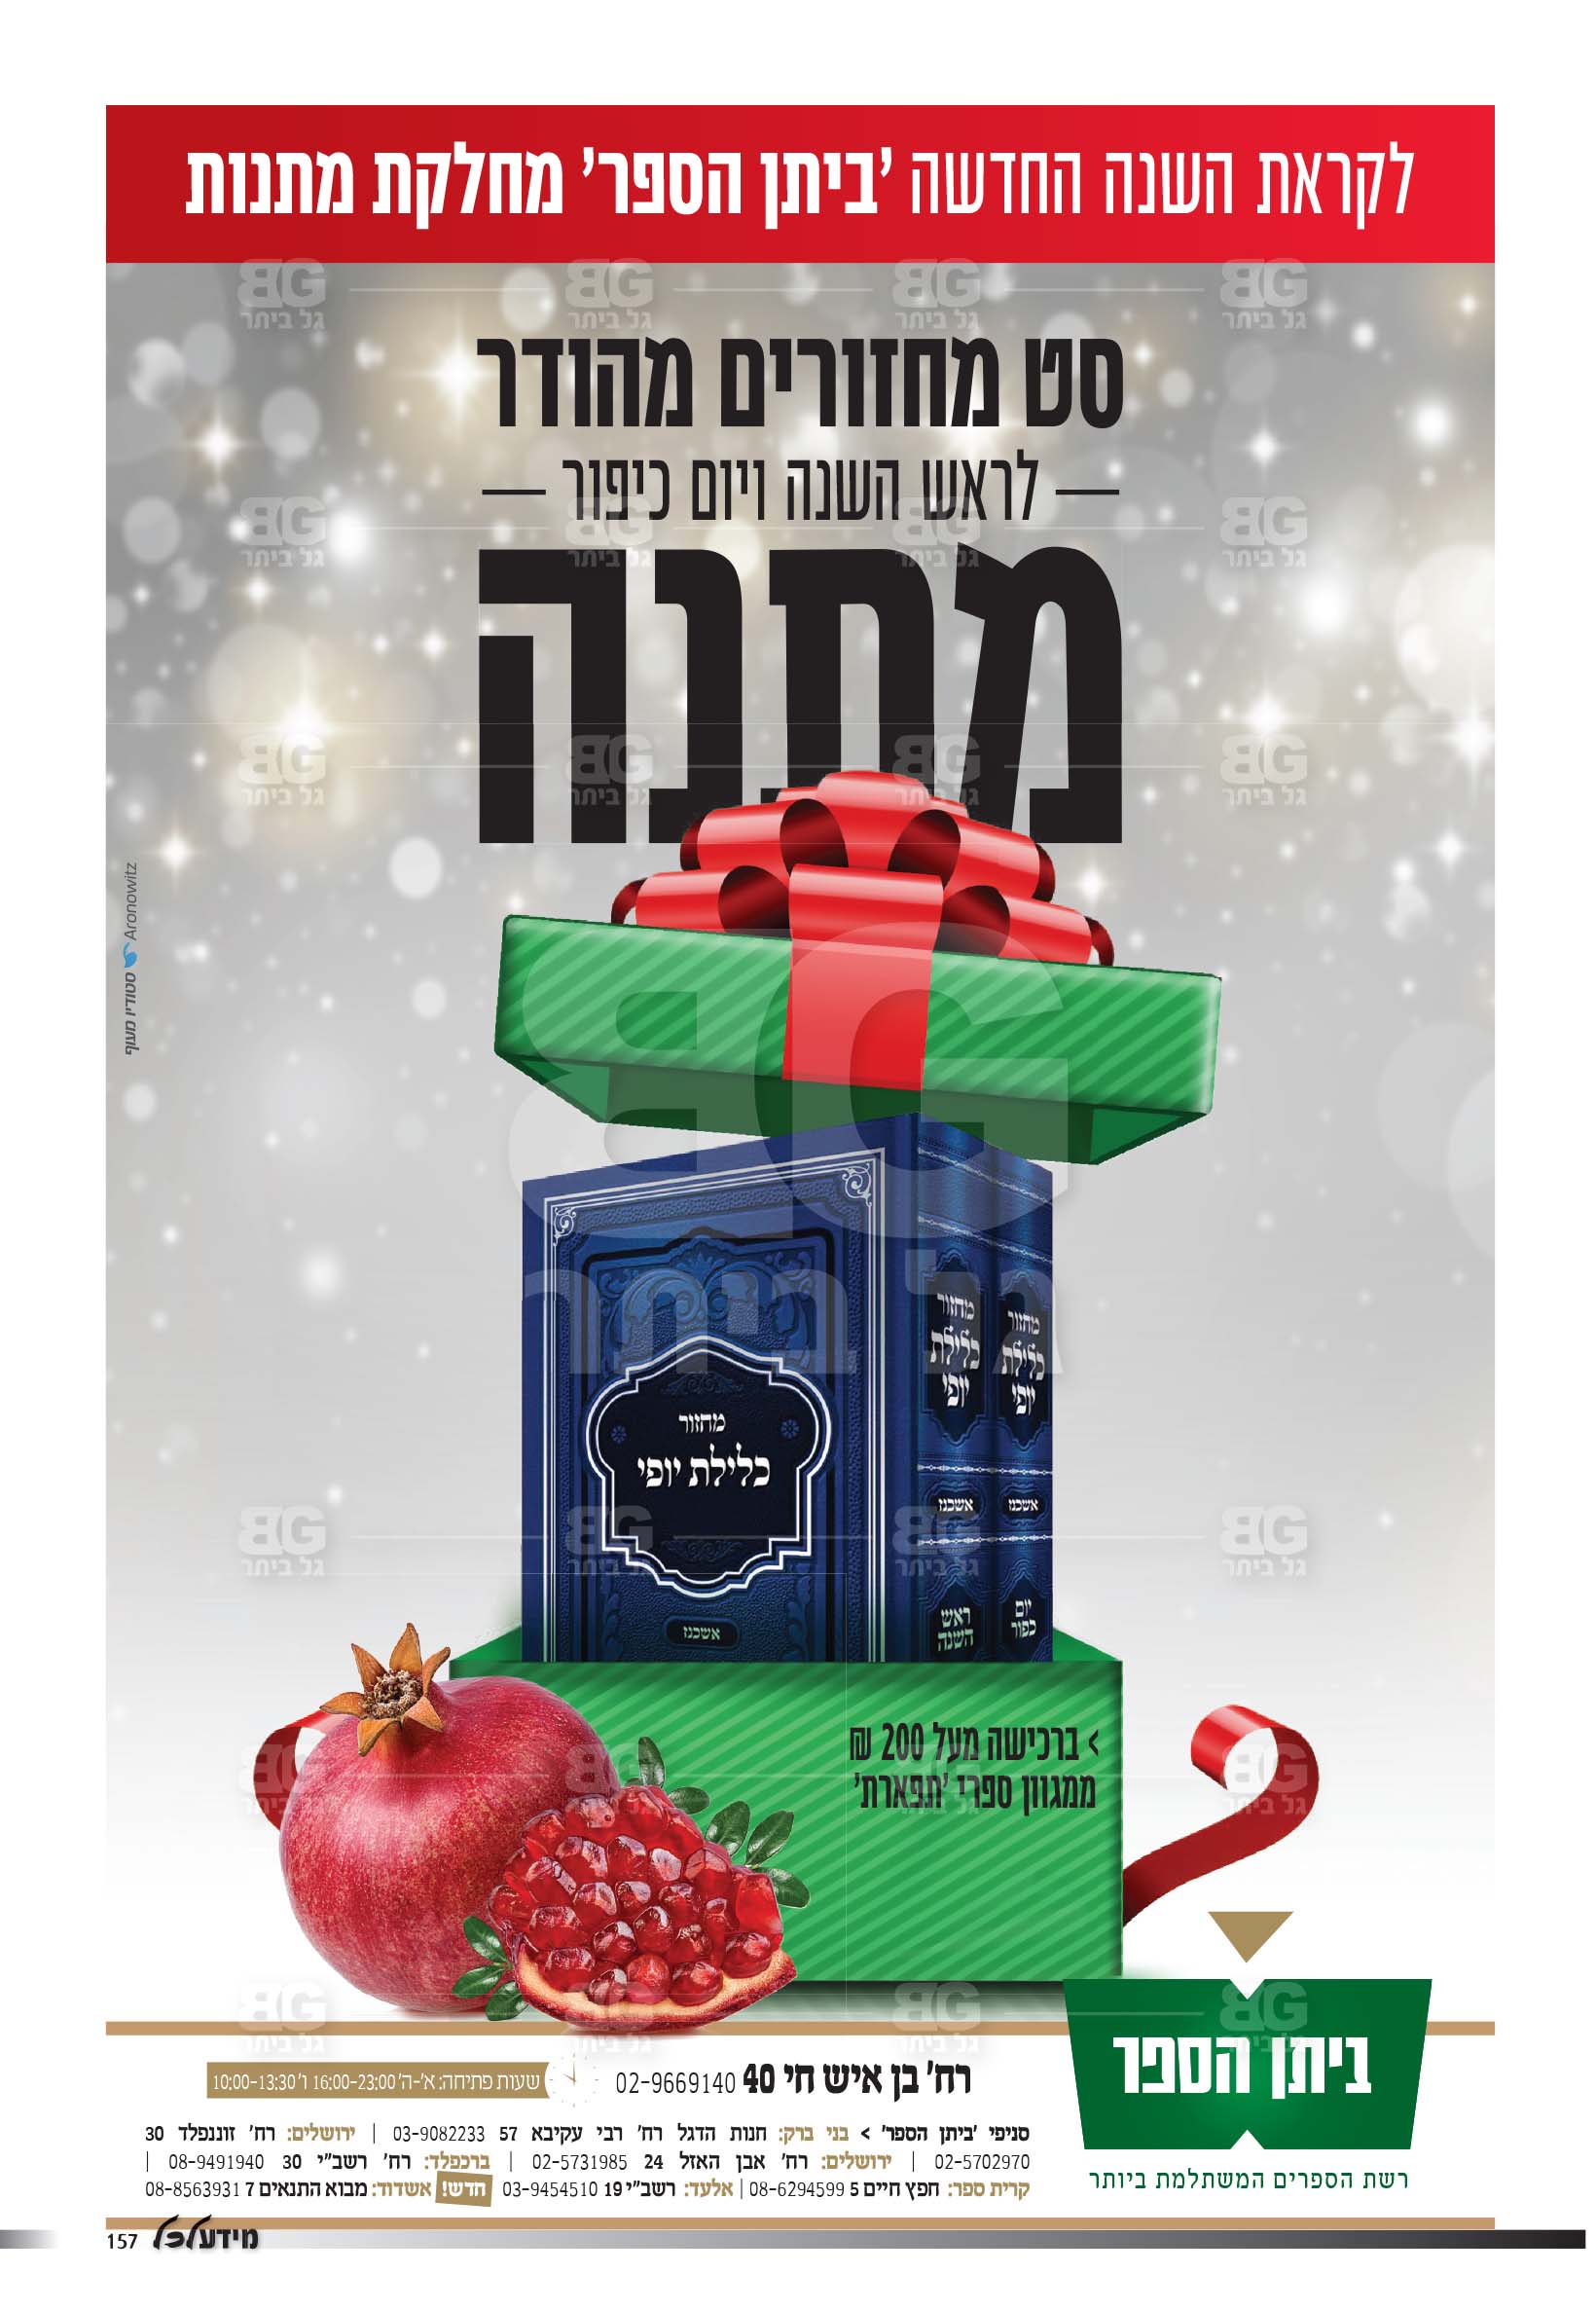 לקראת השנה החדשה 'ביתן הספר' מחלקת מתנות
סט מחזורים מהודר
— לראש השנה ויום כיפור —
מתנה
Aronowitz סטודיו מעוף
BG
גל ביתר
מחזור
כלילת יופי
אשכנז
מחזור
כלילת
יופי
אשכנז
ראש
השנה
מחזור
כלילת
יופי
אשכנז
יום
כפור
> ברכישה מעל 200 ₪
ממגוון ספרי 'תפארת'
ביתן הספר
רשת הספרים המשתלמת ביותר
רח' בן איש חי 40 02-9669140
שעות פתיחה: א'-ה' 16:00-23:00 ו' 10:00-13:30
סניפי 'ביתן הספר' > בני ברק: חנות הדגל רח' רבי עקיבא 57 03-9082233 | ירושלים: רח' זוננפלד 30
02-5702970 | ירושלים: רח' אבן האזל 24 02-5731985 | ברכפלד: רח' רשב"י 30 08-9491940 |
קרית ספר: חפץ חיים 5 08-6294599 | אלעד: רשב"י 19 03-9454510 חדש! אשדוד: מבוא התנאים 7 08-8563931
מידע לכל 157